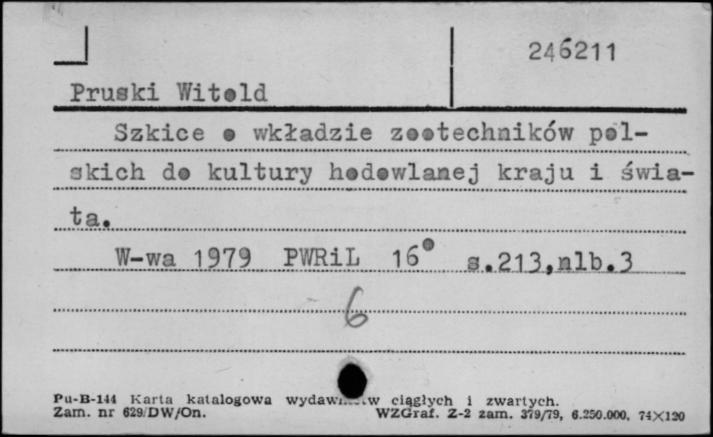 246211
Pruski Witold
Szkice o wkładzie zootechników pol-
skich do kultury hodowlanej kraju i świa-
ta.
W-wa 1979 PWRiL 16° s.213,nlb.3
6
Pu-B-144 Karta katalogowa ciągłych i zwartych.
Zam. nr 629/DW/On. WZGraf. Z-2 zam. 379/79, 6.250.000, 74×120